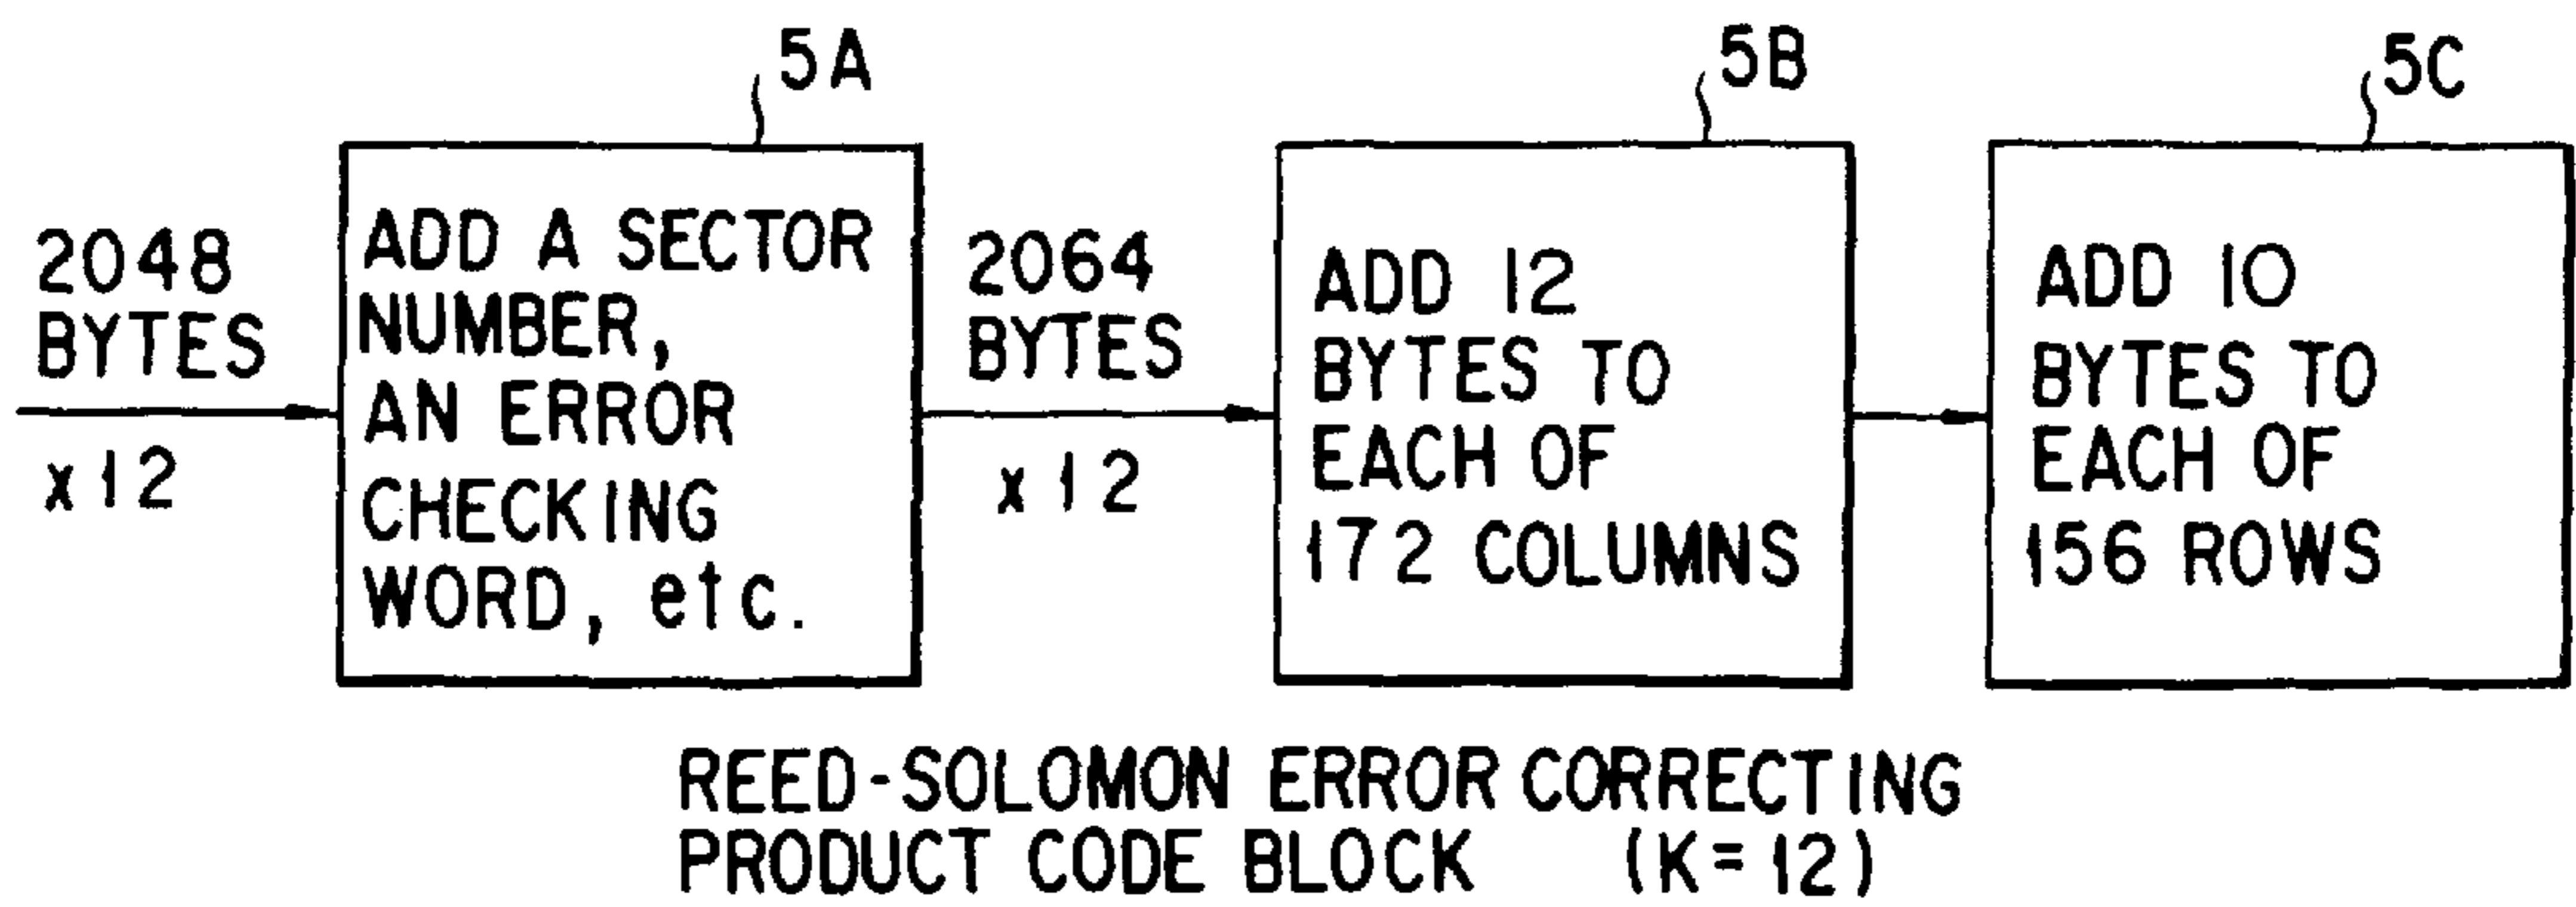 5A
5B
5C
2048
BYTES
x12
ADD A SECTOR
NUMBER,
AN ERROR
CHECKING
WORD, etc.
2064
BYTES
x12
ADD 12
BYTES TO
EACH OF
172 COLUMNS
ADD 10
BYTES TO
EACH OF
156 ROWS
REED-SOLOMON ERROR CORRECTING
PRODUCT CODE BLOCK (K=12)